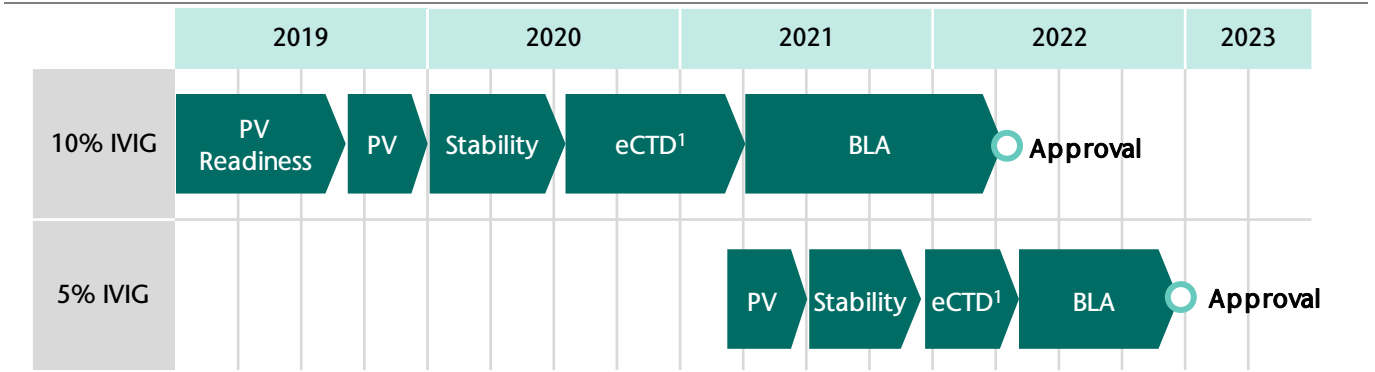 2019 2020 2021 2022 2023
10% IVIG
PV
Readiness
PV
Stability
eCTD¹
BLA
Approval
5% IVIG
PV
Stability
eCTD¹
BLA
Approval